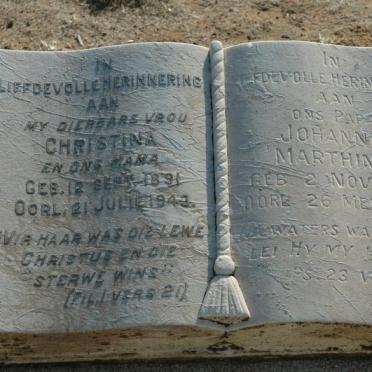 IN
LIEFDEVOLLE HERINNERING
AAN
MY DIERBARE VROU
CHRISTINA
EN ONS MAMA
GEB. 12 SEPT. 1891
OORL. 21 JULIE 1943.
VIR HAAR WAS DIE LEWE
CHRISTUS EN DIE
"STERWE WINS"
(FIL. 1 VERS 21)
IN
LIEFDEVOLLE HERIN
AAN
ONS PAP
JOHANN
MARTHIN
GEB 2 NOV
OORL 26 ME
WATERS WA
LEI HY MY
PS 23 V